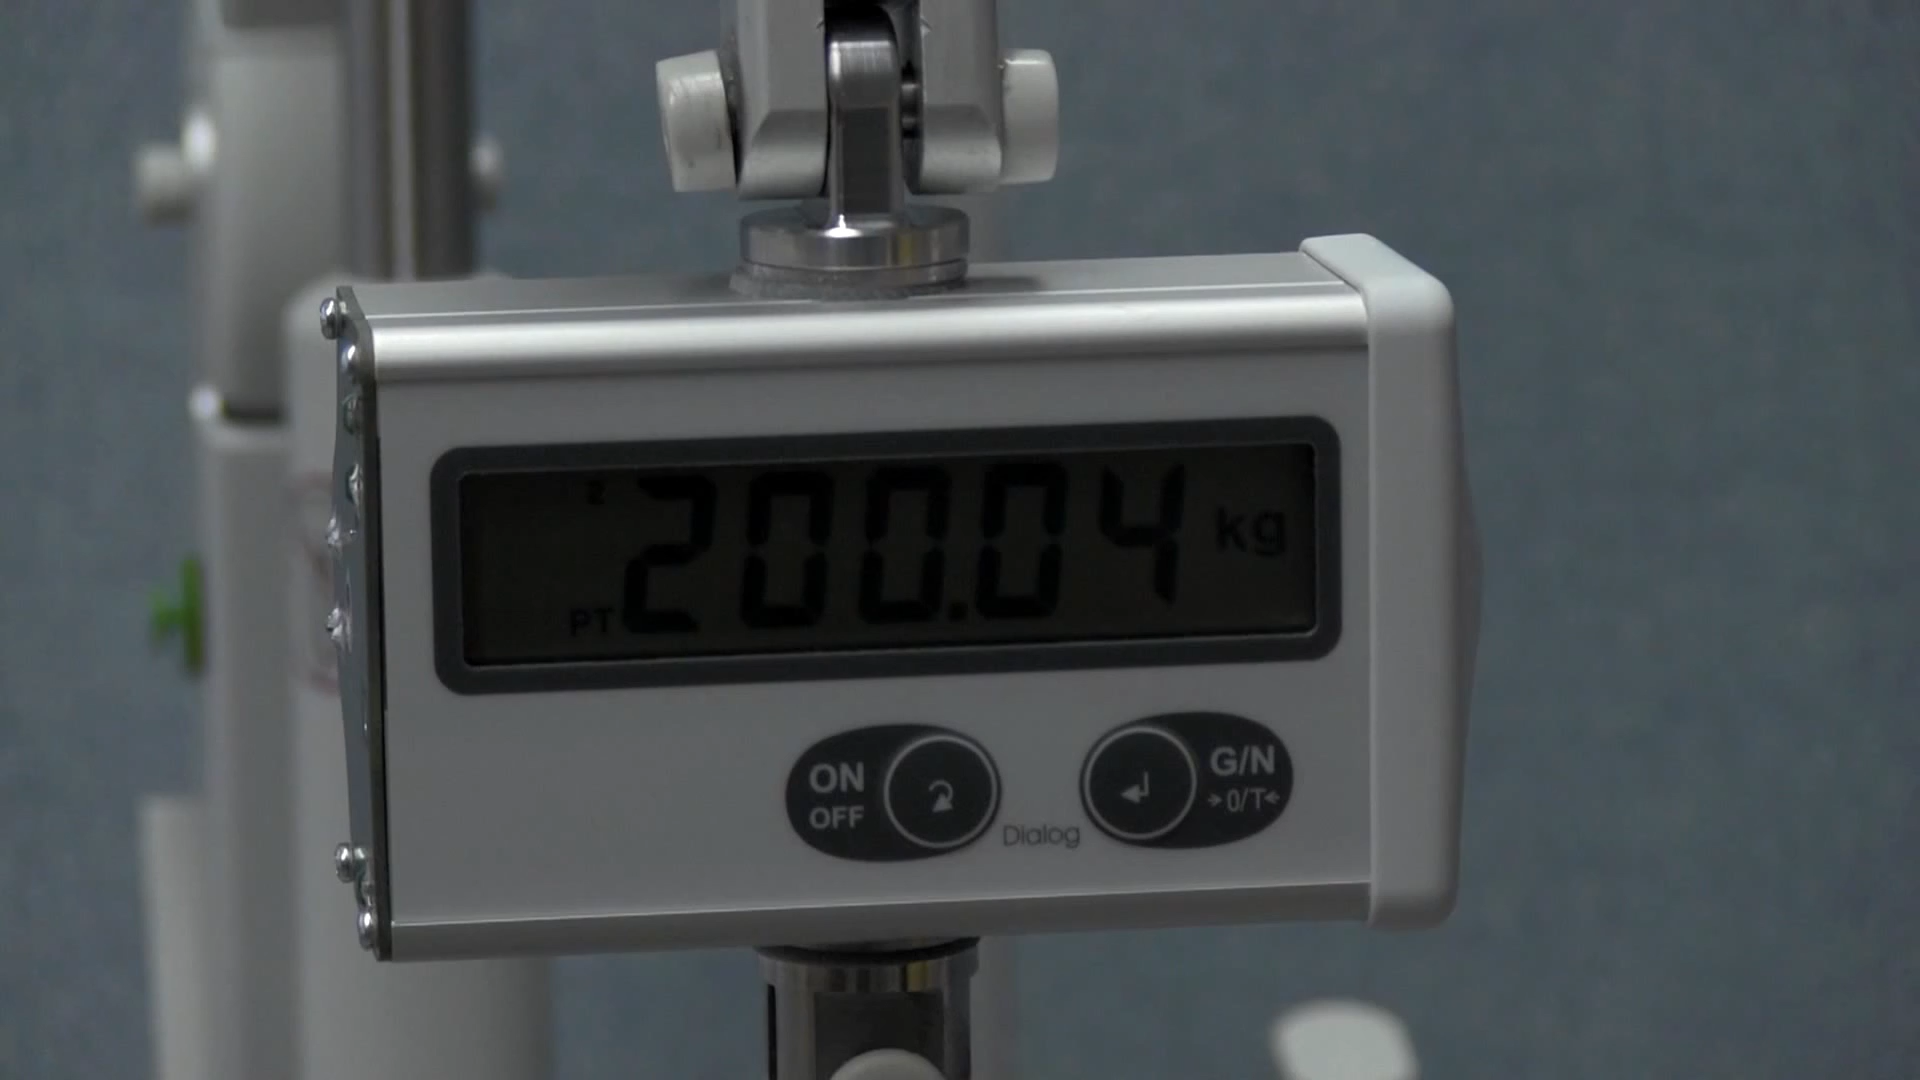 2
200.04 kg
PT
ON
OFF
Dialog
G/N
→0/T←